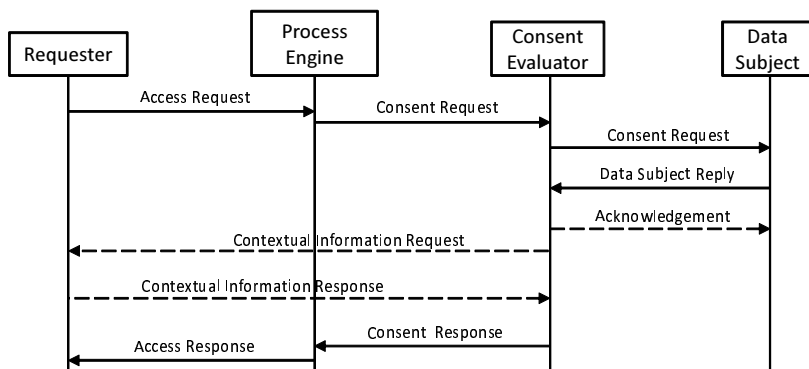 Requester
Process
Engine
Consent
Evaluator
Data
Subject
Access Request
Consent Request
Consent Request
Data Subject Reply
Acknowledgement
Contextual Information Request
Contextual Information Response
Consent Response
Access Response